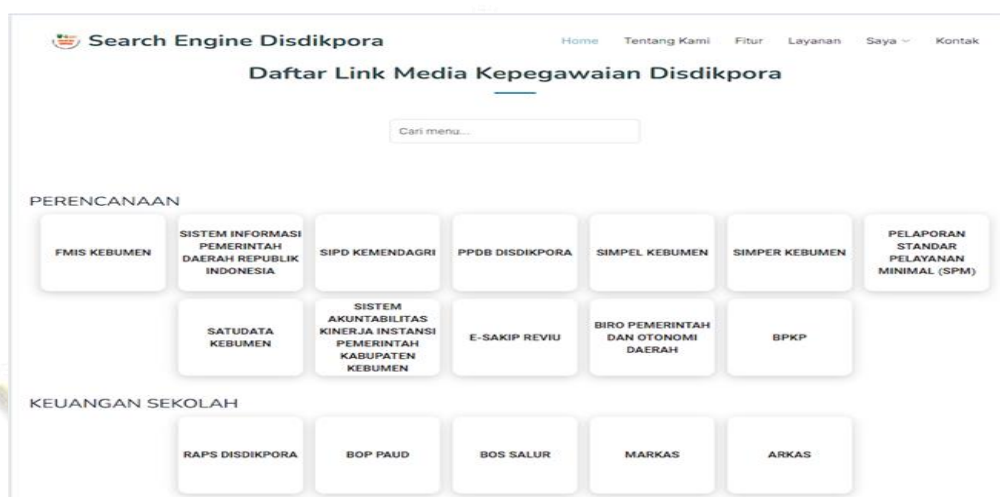 Search Engine Disdikpora
Home Tentang Kami Fitur Layanan Saya Kontak
Daftar Link Media Kepegawaian Disdikpora
Cari menu...
PERENCANAAN
FMIS KEBUMEN
SISTEM INFORMASI
PEMERINTAH
DAERAH REPUBLIK
INDONESIA
SIPD KEMENDAGRI
PPDB DISDIKPORA
SIMPEL KEBUMEN
SIMPER KEBUMEN
PELAPORAN
STANDAR
PELAYANAN
MINIMAL (SPM)
SATUDATA
KEBUMEN
SISTEM
AKUNTABILITAS
KINERJA INSTANSI
PEMERINTAH
KABUPATEN
KEBUMEN
E-SAKIP REVIU
BIRO PEMERINTAH
DAN OTONOMI
DAERAH
BPKP
KEUANGAN SEKOLAH
RAPS DISDIKPORA
BOP PAUD
BOS SALUR
MARKAS
ARKAS